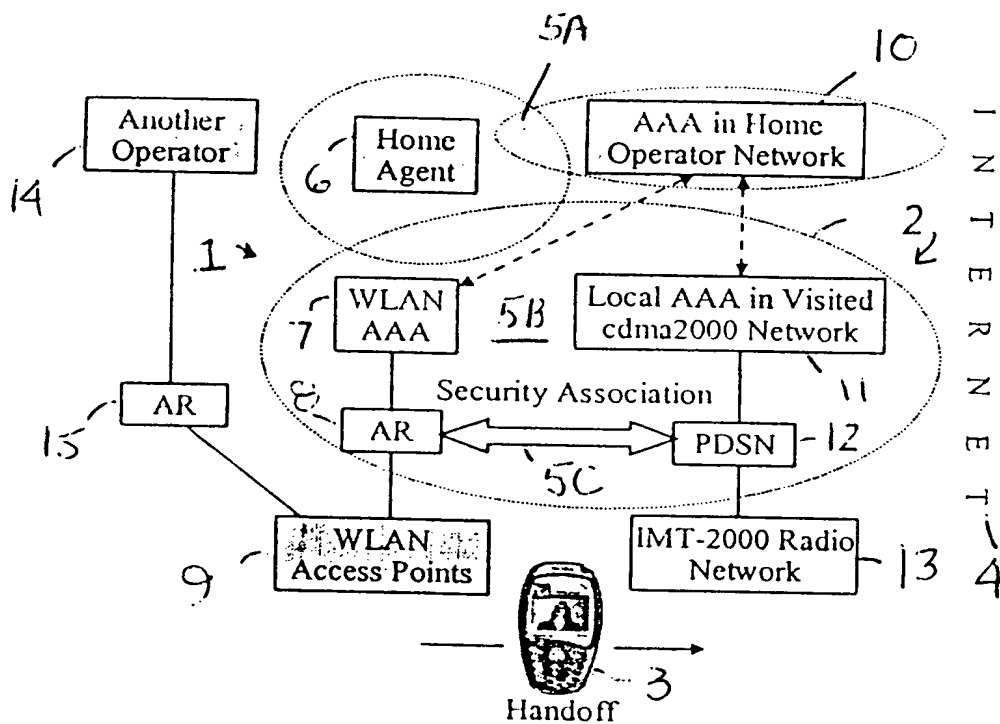 5A
10
Another
Operator
14
Home
Agent
6
AAA in Home
Operator Network
INTERNET
1
2
WLAN
AAA
7
5B
Local AAA in Visited
cdma2000 Network
11
Security Association
AR
15
AR
8
5C
PDSN
12
WLAN
Access Points
9
IMT-2000 Radio
Network
13
4
3
Handoff